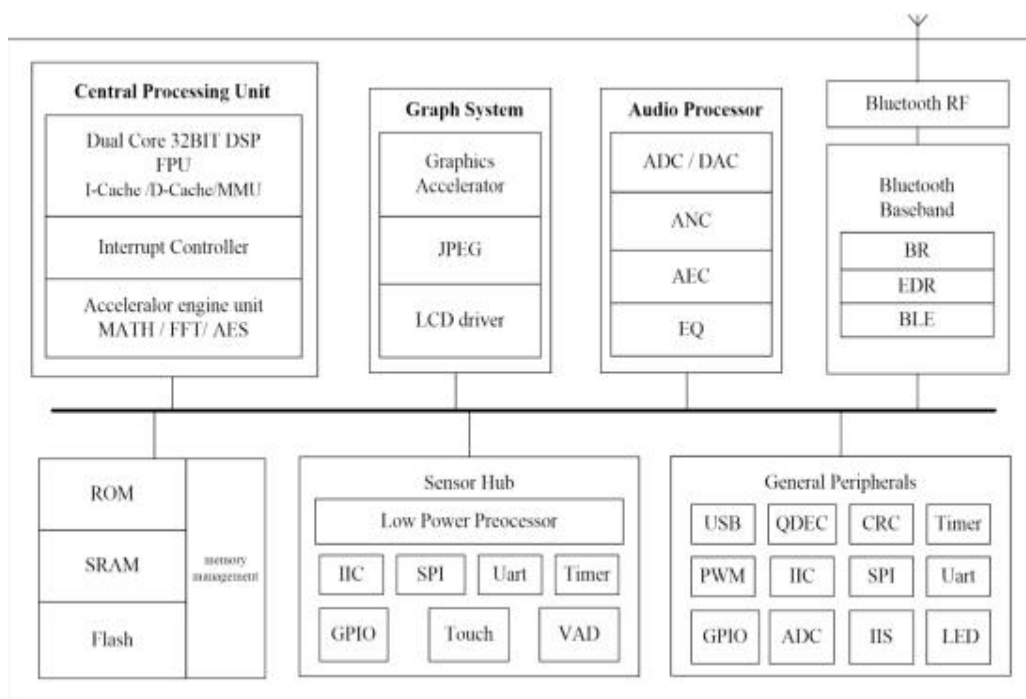 Central Processing Unit
Dual Core 32BIT DSP
FPU
I-Cache /D-Cache/MMU
Interrupt Controller
Acceleralor engine unit
MATH / FFT/ AES
Graph System
Graphics
Accelerator
JPEG
LCD driver
Audio Processor
ADC / DAC
ANC
AEC
EQ
Bluetooth RF
Bluetooth
Baseband
BR
EDR
BLE
ROM
SRAM
Flash
memory
management
Sensor Hub
Low Power Preocessor
IIC SPI Uart Timer
GPIO Touch VAD
General Peripherals
USB QDEC CRC Timer
PWM IIC SPI Uart
GPIO ADC IIS LED